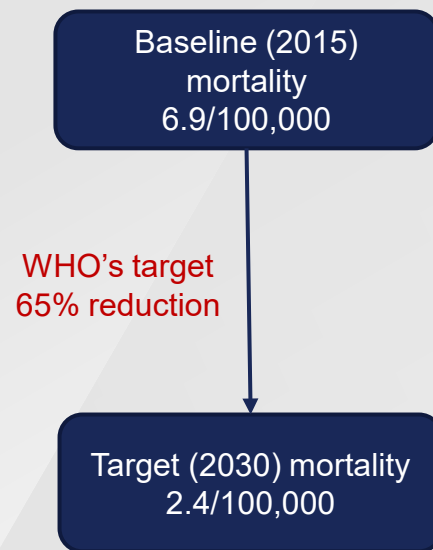 Baseline (2015)
mortality
6.9/100,000
WHO’s target
65% reduction
Target (2030) mortality
2.4/100,000